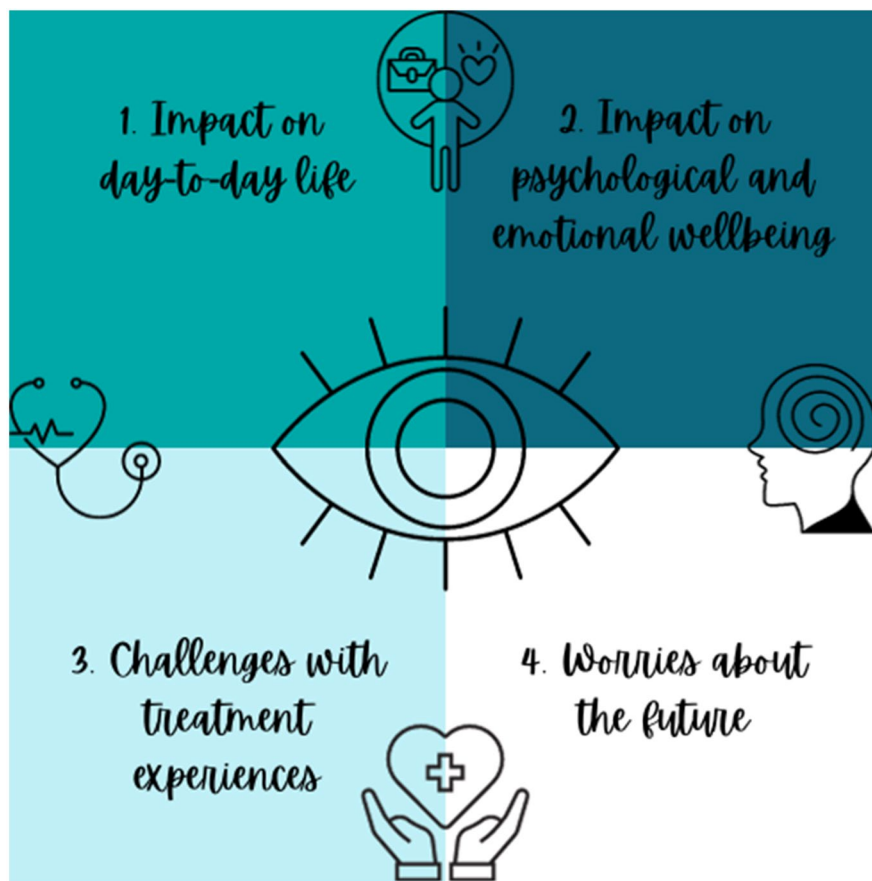 1. Impact on
day-to-day life
2. Impact on
psychological and
emotional wellbeing
3. Challenges with
treatment
experiences
4. Worries about
the future